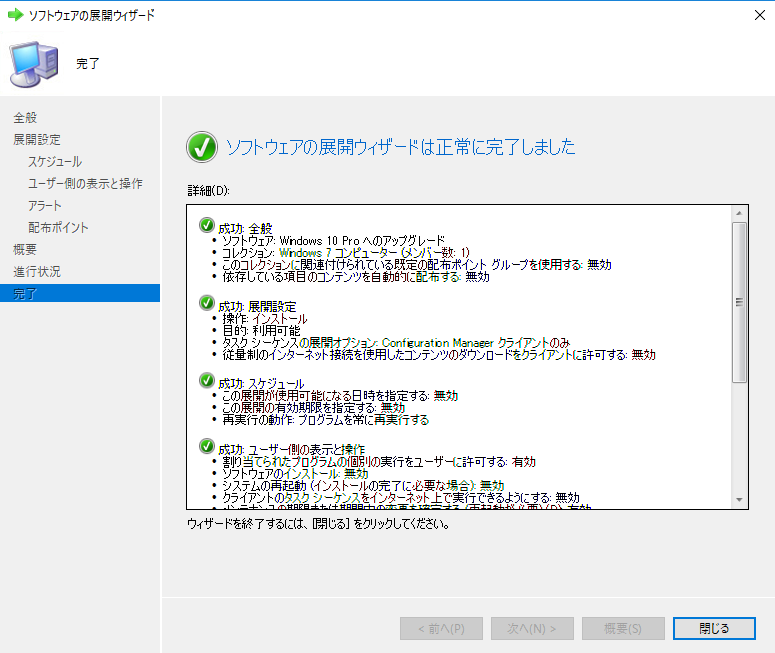 ソフトウェアの展開ウィザード
完了
全般
展開設定
スケジュール
ユーザー側の表示と操作
アラート
配布ポイント
概要
進行状況
完了
ソフトウェアの展開ウィザードは正常に完了しました
詳細(D):
成功: 全般
• ソフトウェア: Windows 10 Pro へのアップグレード
• コレクション: Windows 7 コンピューター (メンバー数: 1)
• このコレクションに関連付けられている既定の配布ポイント グループを使用する: 無効
• 依存している項目のコンテンツを自動的に配布する: 無効
成功: 展開設定
• 操作: インストール
• 目的: 利用可能
• タスク シーケンスの展開オプション: Configuration Manager クライアントのみ
• 従量制のインターネット接続を使用したコンテンツのダウンロードをクライアントに許可する: 無効
成功: スケジュール
• この展開が使用可能になる日時を指定する: 無効
• この展開の有効期限を指定する: 無効
• 再実行の動作: プログラムを常に再実行する
成功: ユーザー側の表示と操作
• 割り当てられたプログラムの個別の実行をユーザーに許可する: 有効
• ソフトウェアのインストール: 無効
• システムの再起動 (インストールの完了に必要な場合): 無効
• クライアントのタスク シーケンスをインターネット上で実行できるようにする: 無効
ウィザードを終了するには、[閉じる] をクリックしてください。
< 前へ(P)
次へ(N) >
概要(S)
閉じる